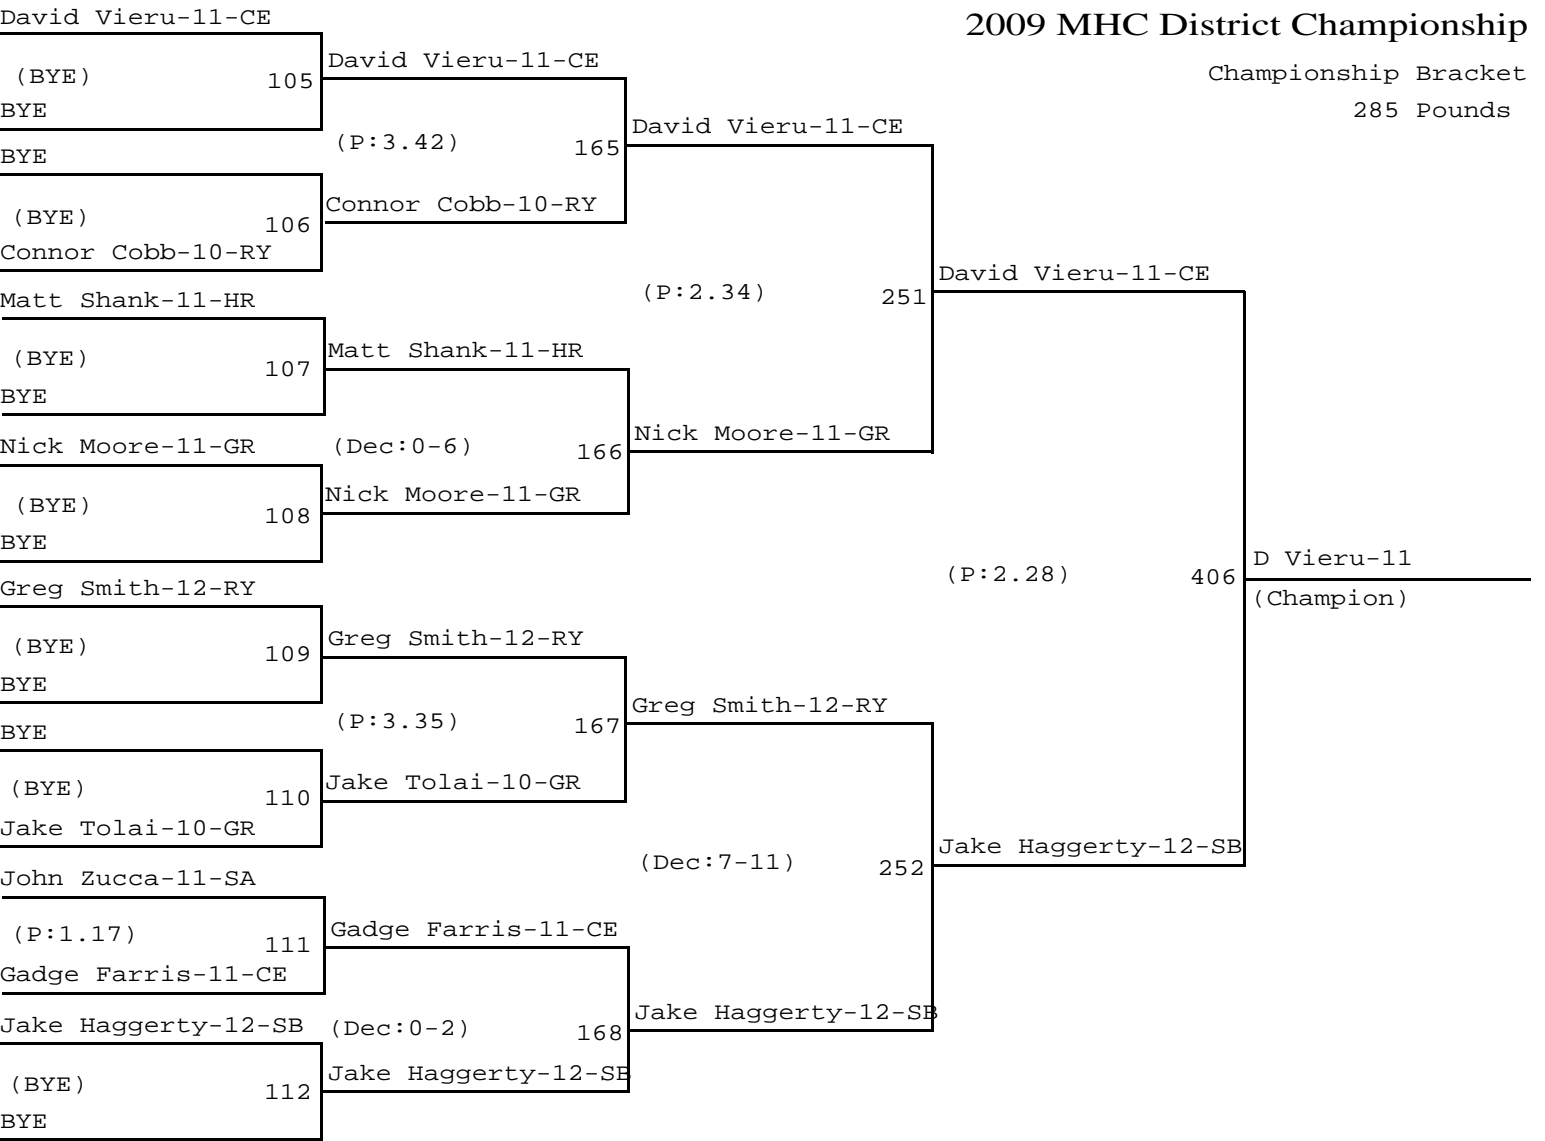 2009 MHC District Championship
Championship Bracket
285 Pounds
David Vieru-11-CE
(BYE)
105
BYE
BYE
(BYE)
106
Connor Cobb-10-RY
Matt Shank-11-HR
(BYE)
107
BYE
Nick Moore-11-GR
(BYE)
108
BYE
Greg Smith-12-RY
(BYE)
109
BYE
BYE
(BYE)
110
Jake Tolai-10-GR
John Zucca-11-SA
(P:1.17)
111
Gadge Farris-11-CE
Jake Haggerty-12-SB
(BYE)
112
BYE
David Vieru-11-CE
(P:3.42)
165
Connor Cobb-10-RY
Matt Shank-11-HR
(Dec:0-6)
166
Nick Moore-11-GR
Greg Smith-12-RY
(P:3.35)
167
Jake Tolai-10-GR
Gadge Farris-11-CE
(Dec:0-2)
168
Jake Haggerty-12-SB
David Vieru-11-CE
(P:2.34)
251
Nick Moore-11-GR
Greg Smith-12-RY
(Dec:7-11)
252
Jake Haggerty-12-SB
David Vieru-11-CE
(P:2.28)
406
Jake Haggerty-12-SB
D Vieru-11
(Champion)